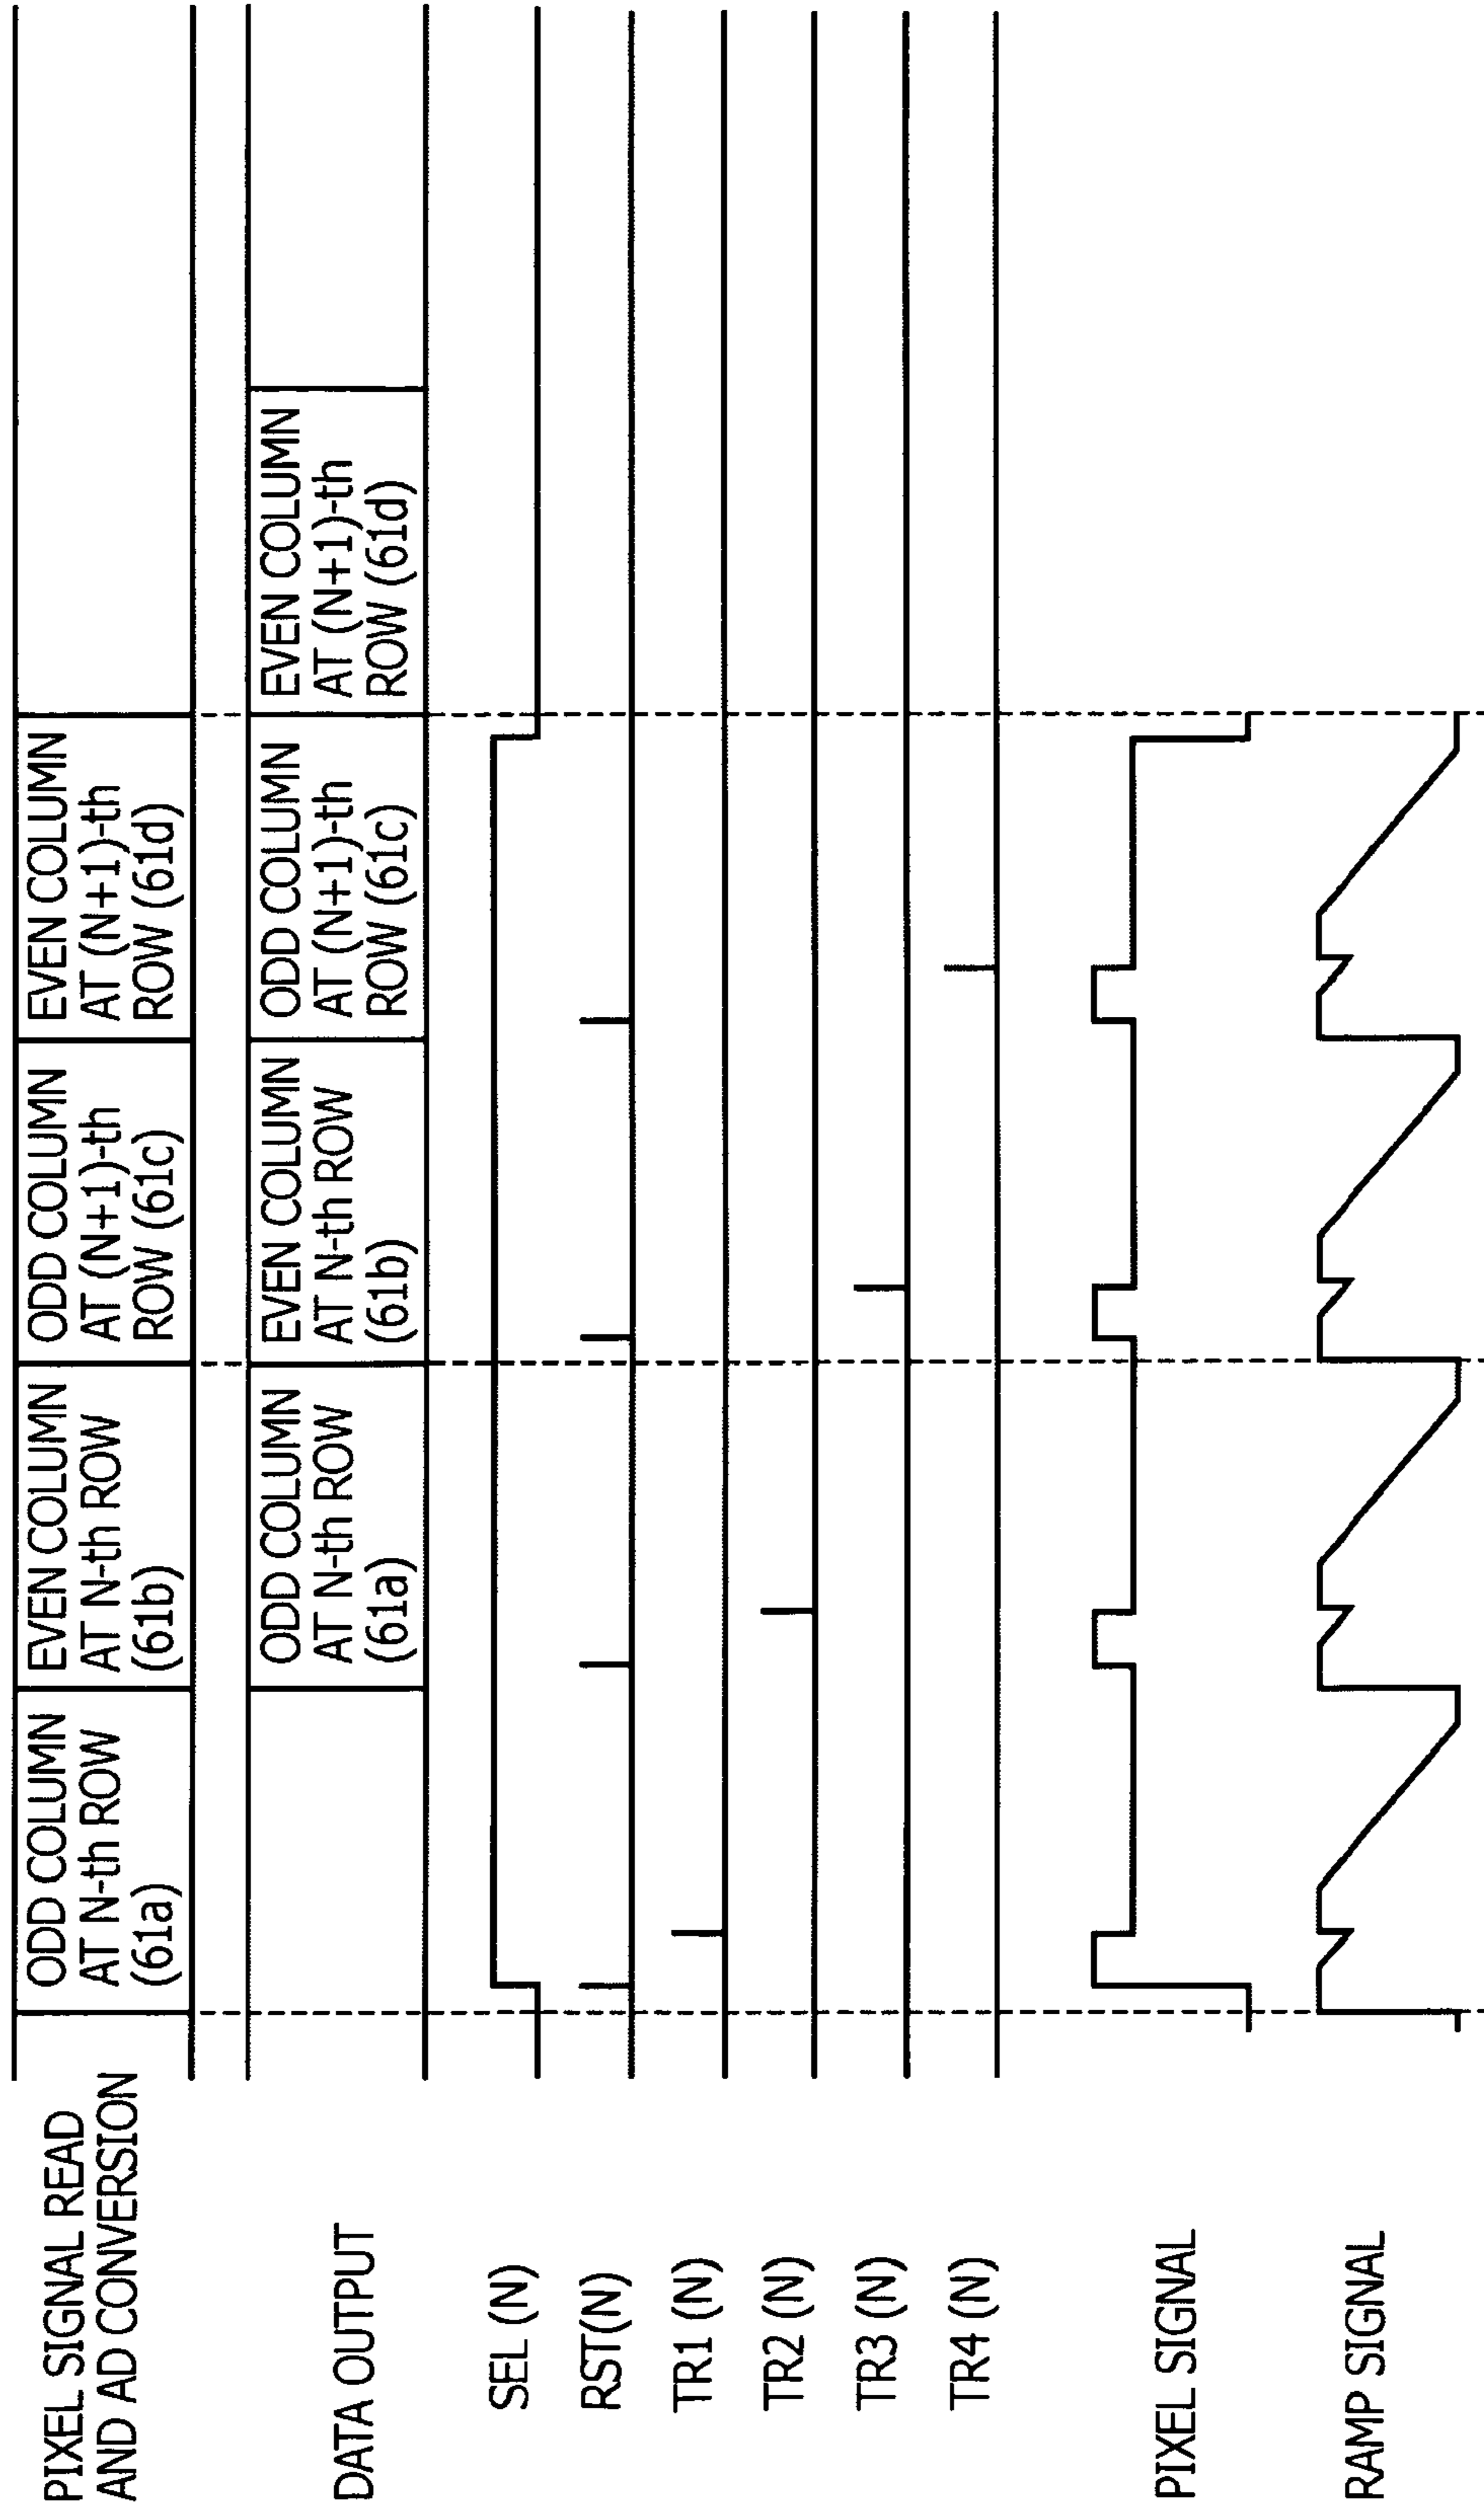 PIXEL SIGNAL READ
AND AD CONVERSION
ODD COLUMN
AT N-th ROW
(61a)
EVEN COLUMN
AT N-th ROW
(61b)
ODD COLUMN
AT (N+1)-th
ROW (61c)
EVEN COLUMN
AT (N+1)-th
ROW (61d)
DATA OUTPUT
ODD COLUMN
AT N-th ROW
(61a)
EVEN COLUMN
AT N-th ROW
(61b)
ODD COLUMN
AT (N+1)-th
ROW (61c)
EVEN COLUMN
AT (N+1)-th
ROW (61d)
SEL (N)
RST(N)
TR1 (N)
TR2 (N)
TR3 (N)
TR4 (N)
PIXEL SIGNAL
RAMP SIGNAL